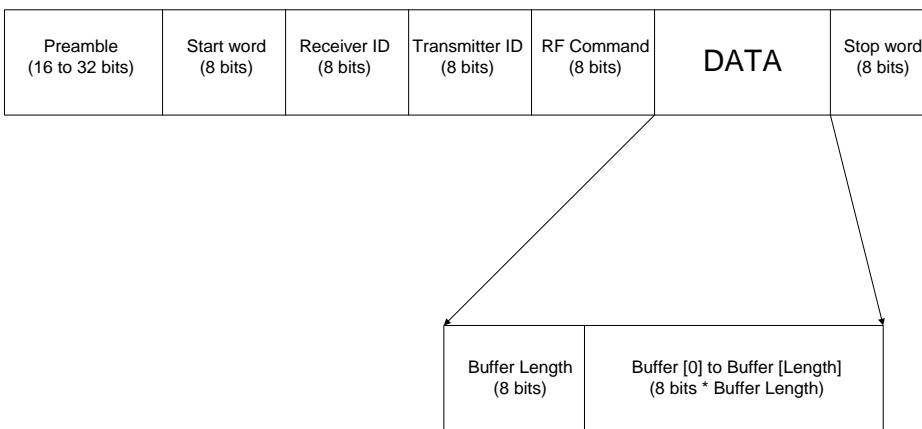 Preamble
(16 to 32 bits)
Start word
(8 bits)
Receiver ID
(8 bits)
Transmitter ID
(8 bits)
RF Command
(8 bits)
DATA
Stop word
(8 bits)
Buffer Length
(8 bits)
Buffer [0] to Buffer [Length]
(8 bits * Buffer Length)